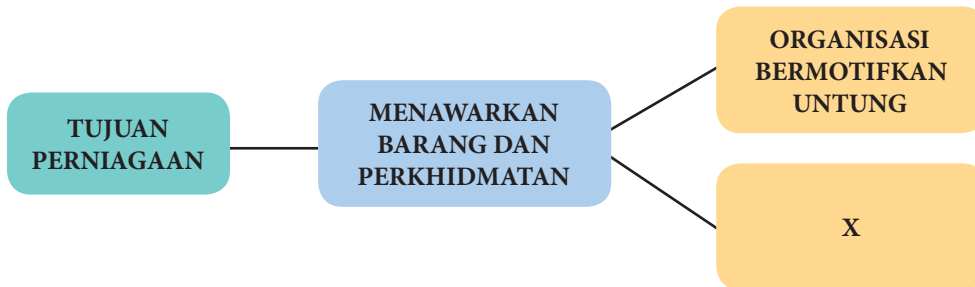 TUJUAN
PERNIAGAAN
MENAWARKAN
BARANG DAN
PERKHIDMATAN
ORGANISASI
BERMOTIFKAN
UNTUNG
X